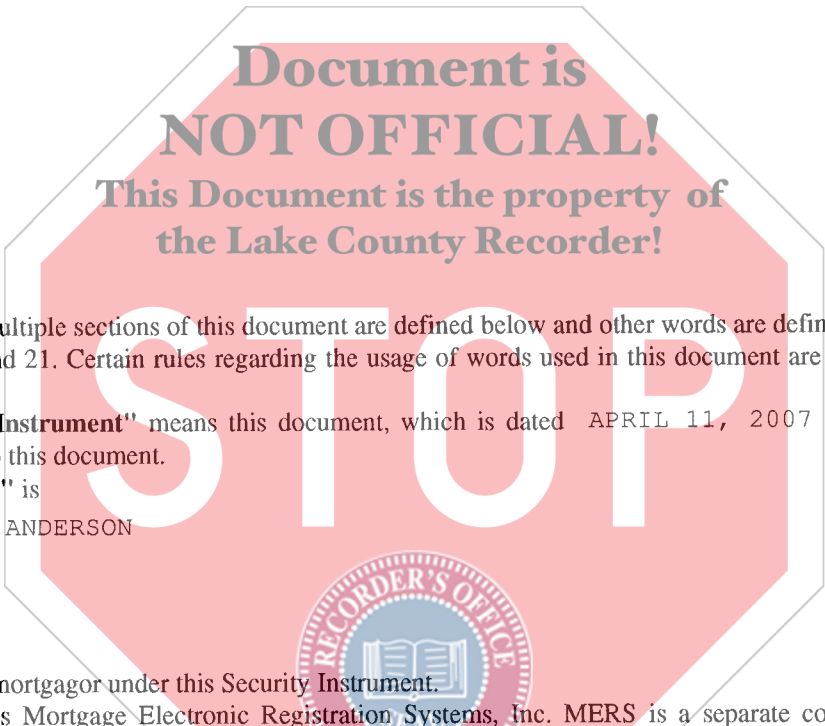 Document is
NOT OFFICIAL!
This Document is the property of
the Lake County Recorder!
ultiple sections of this document are defined below and other words are defin
d 21. Certain rules regarding the usage of words used in this document are
STOP
Instrument" means this document, which is dated APRIL 11, 2007
this document.
" is
ANDERSON
RECORDER'S OFFICE
mortgagor under this Security Instrument.
s Mortgage Electronic Registration Systems, Inc. MERS is a separate co